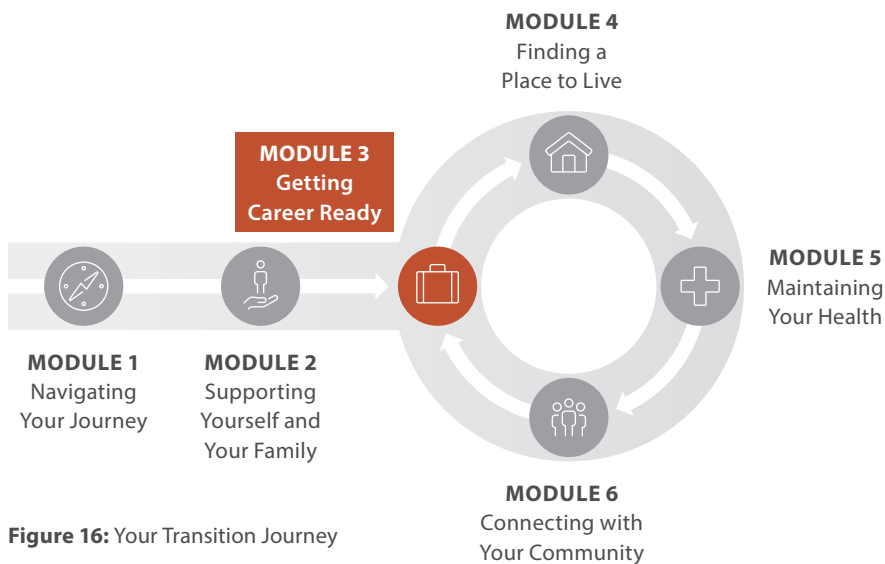 MODULE 4
Finding a
Place to Live
MODULE 3
Getting
Career Ready
MODULE 5
Maintaining
Your Health
MODULE 1
Navigating
Your Journey
MODULE 2
Supporting
Yourself and
Your Family
MODULE 6
Connecting with
Your Community
Figure 16: Your Transition Journey